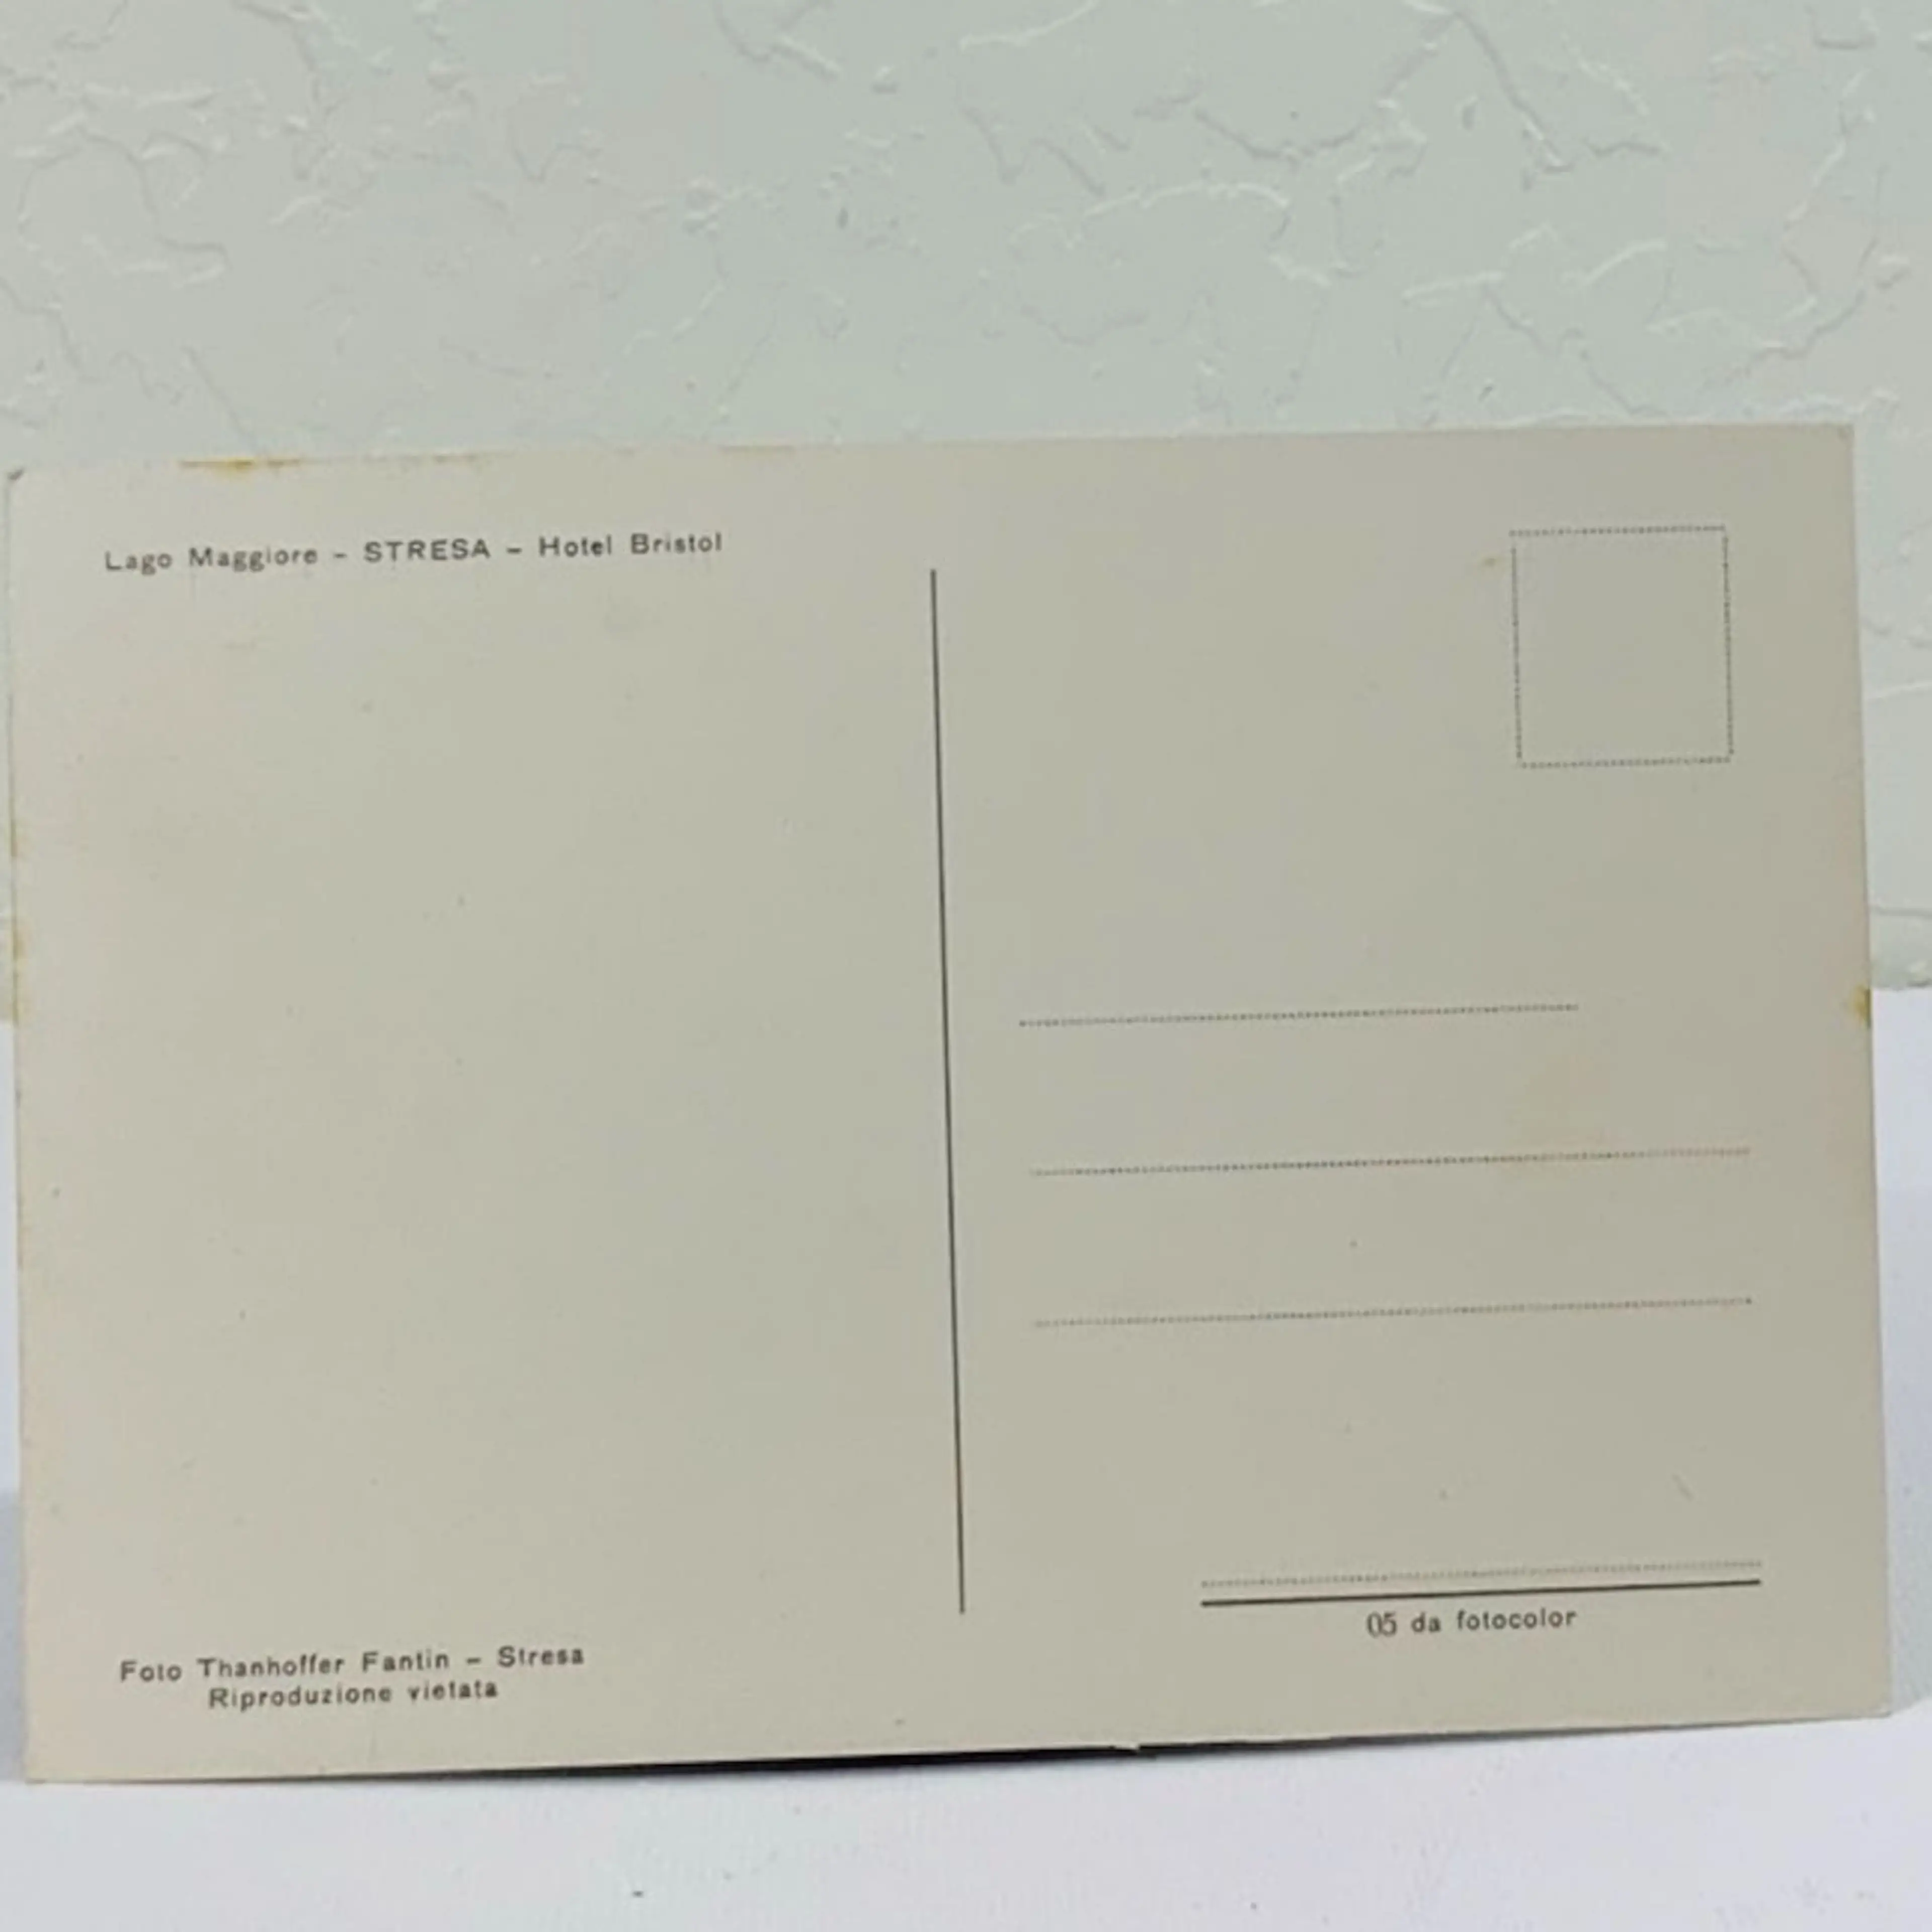 Lago Maggiore - STRESA - Hotel Bristol
Foto Thanhoffer Fantin - Stresa
Riproduzione vietata
05 da fotocolor